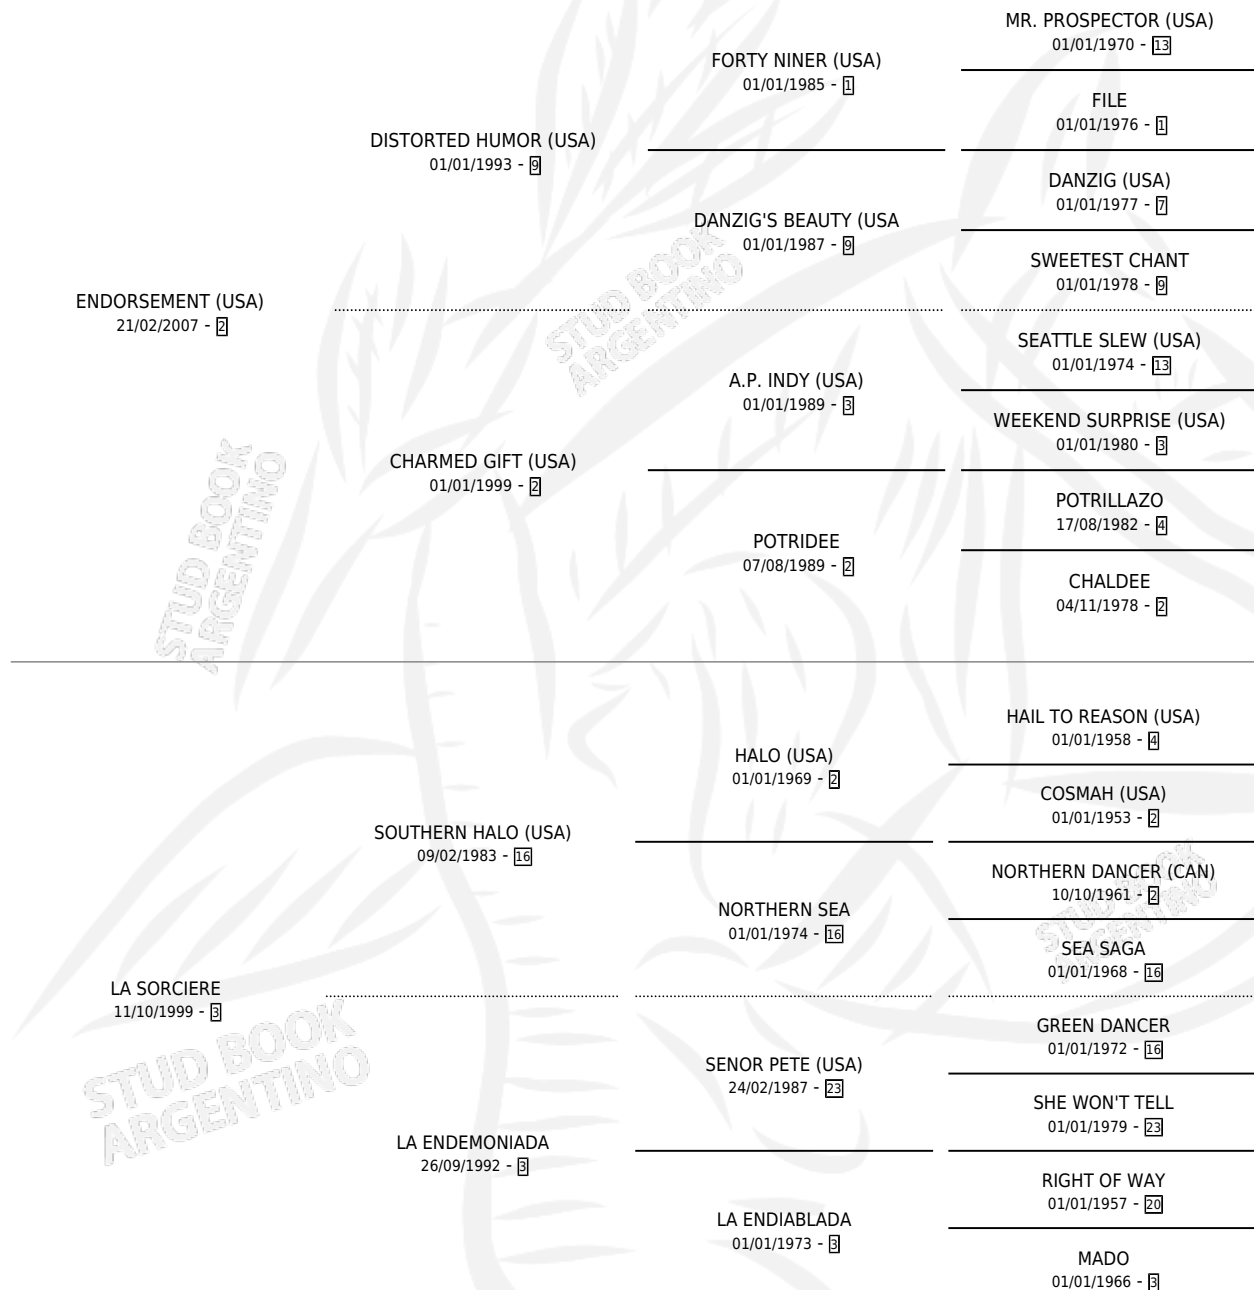 MR. PROSPECTOR (USA)
01/01/1970 - 13
FORTY NINER (USA)
01/01/1985 - 1
FILE
01/01/1976 - 1
DISTORTED HUMOR (USA)
01/01/1993 - 9
DANZIG (USA)
01/01/1977 - 7
DANZIG'S BEAUTY (USA
01/01/1987 - 9
SWEETEST CHANT
01/01/1978 - 9
STUD BOOK
ARGENTINO
ENDORSEMENT (USA)
21/02/2007 - 2
SEATTLE SLEW (USA)
01/01/1974 - 13
A.P. INDY (USA)
01/01/1989 - 3
WEEKEND SURPRISE (USA)
01/01/1980 - 3
CHARMED GIFT (USA)
01/01/1999 - 2
POTRILLAZO
17/08/1982 - 4
POTRIDEE
07/08/1989 - 2
CHALDEE
04/11/1978 - 2
STUD BOOK
ARGENTINO
HAIL TO REASON (USA)
01/01/1958 - 4
HALO (USA)
01/01/1969 - 2
COSMAH (USA)
01/01/1953 - 2
SOUTHERN HALO (USA)
09/02/1983 - 16
NORTHERN DANCER (CAN)
10/10/1961 - 2
NORTHERN SEA
01/01/1974 - 16
SEA SAGA
01/01/1968 - 16
STUD BOOK
ARGENTINO
LA SORCIERE
11/10/1999 - 3
GREEN DANCER
01/01/1972 - 16
SENOR PETE (USA)
24/02/1987 - 23
SHE WON'T TELL
01/01/1979 - 23
STUD BOOK
ARGENTINO
LA ENDEMONIADA
26/09/1992 - 3
RIGHT OF WAY
01/01/1957 - 20
LA ENDIABLADA
01/01/1973 - 3
MADO
01/01/1966 - 3